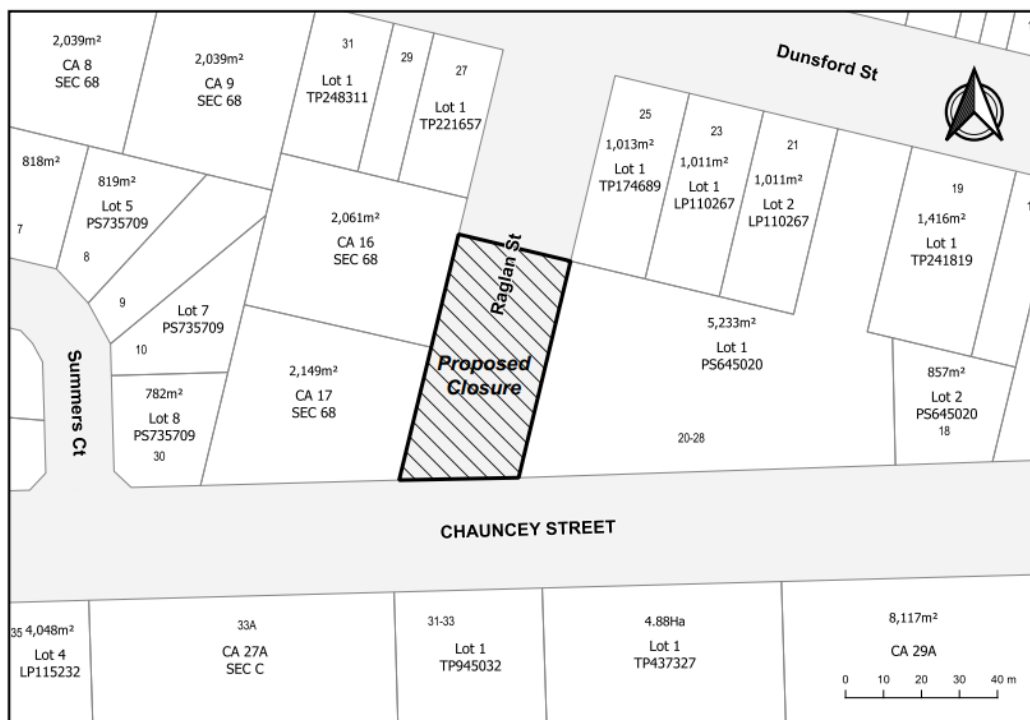 2,039m²
CA 8
SEC 68
2,039m²
CA 9
SEC 68
31
Lot 1
TP248311
29
27
Lot 1
TP221657
Dunsford St
25
1,013m²
Lot 1
TP174689
23
1,011m²
Lot 1
LP110267
21
1,011m²
Lot 2
LP110267
19
1,416m²
Lot 1
TP241819
818m²
7
819m²
Lot 5
PS735709
8
9
Lot 7
PS735709
10
782m²
Lot 8
PS735709
30
2,061m²
CA 16
SEC 68
2,149m²
CA 17
SEC 68
Raglan St
Proposed
Closure
5,233m²
Lot 1
PS645020
20-28
857m²
Lot 2
PS645020
18
Summers Ct
CHAUNCEY STREET
35
4,048m²
Lot 4
LP115232
33A
CA 27A
SEC C
31-33
Lot 1
TP945032
4.88Ha
Lot 1
TP437327
8,117m²
CA 29A
0 10 20 30 40 m